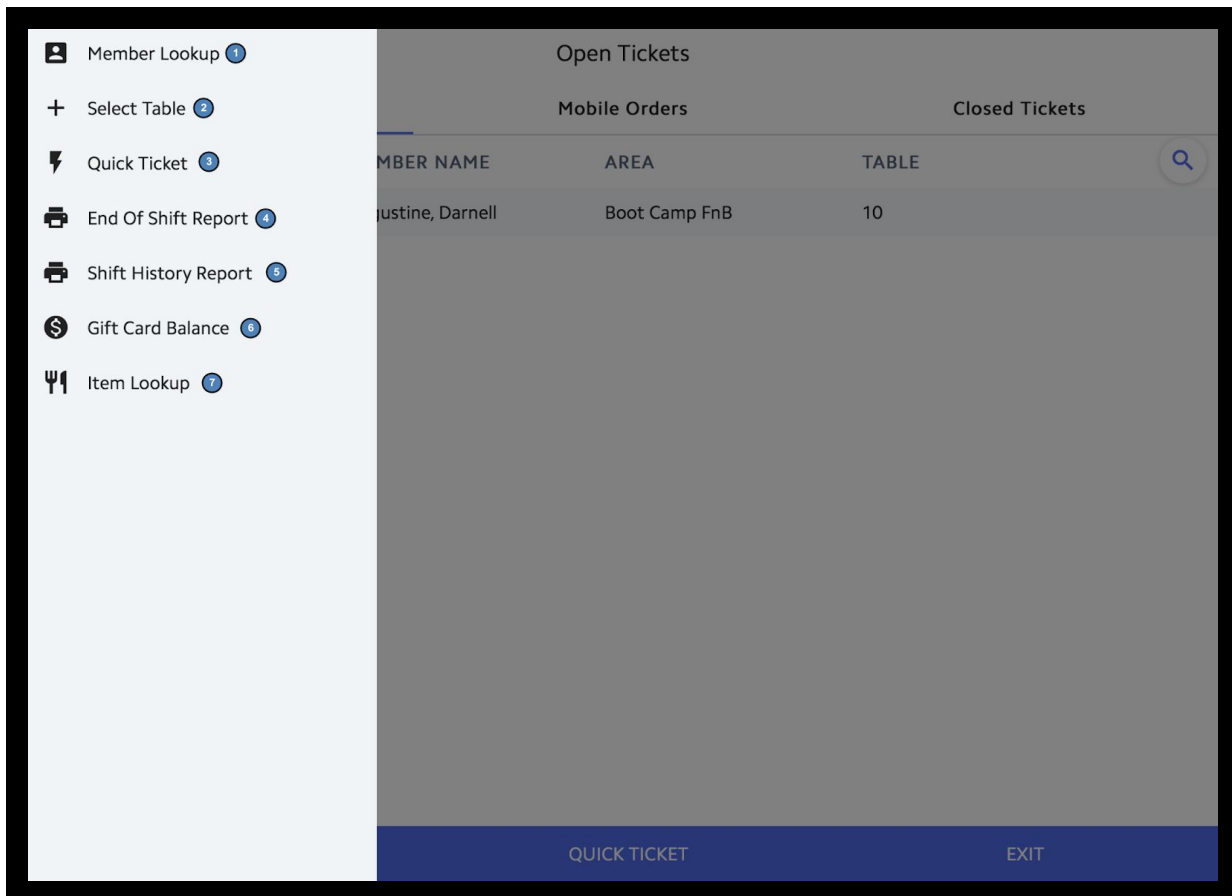 Member Lookup 1
Select Table 2
Quick Ticket 3
End Of Shift Report 4
Shift History Report 5
Gift Card Balance 6
Item Lookup 7
Open Tickets
Mobile Orders Closed Tickets
MBER NAME AREA TABLE
ustine, Darnell Boot Camp FnB 10
QUICK TICKET EXIT